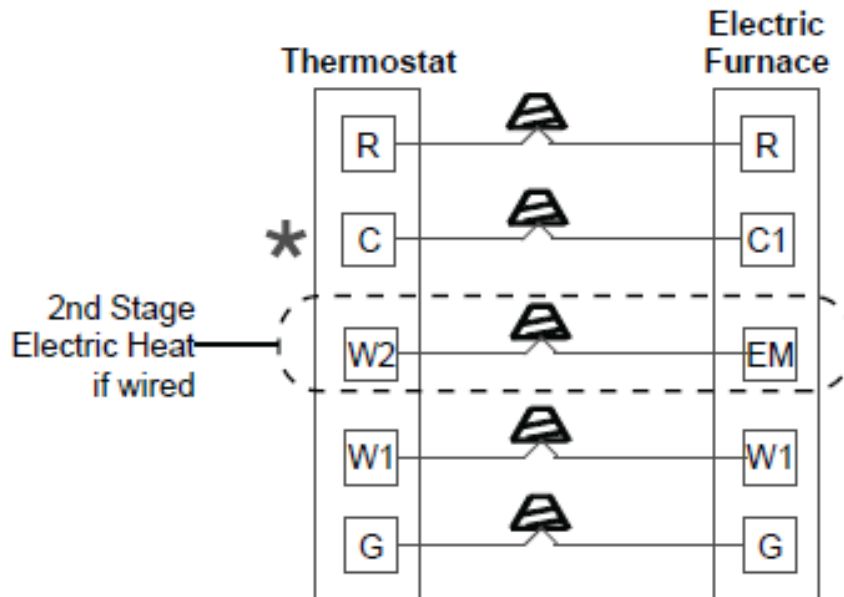 Thermostat
Electric
Furnace
R
R
* C
C1
2nd Stage
Electric Heat
if wired
W2
EM
W1
W1
G
G